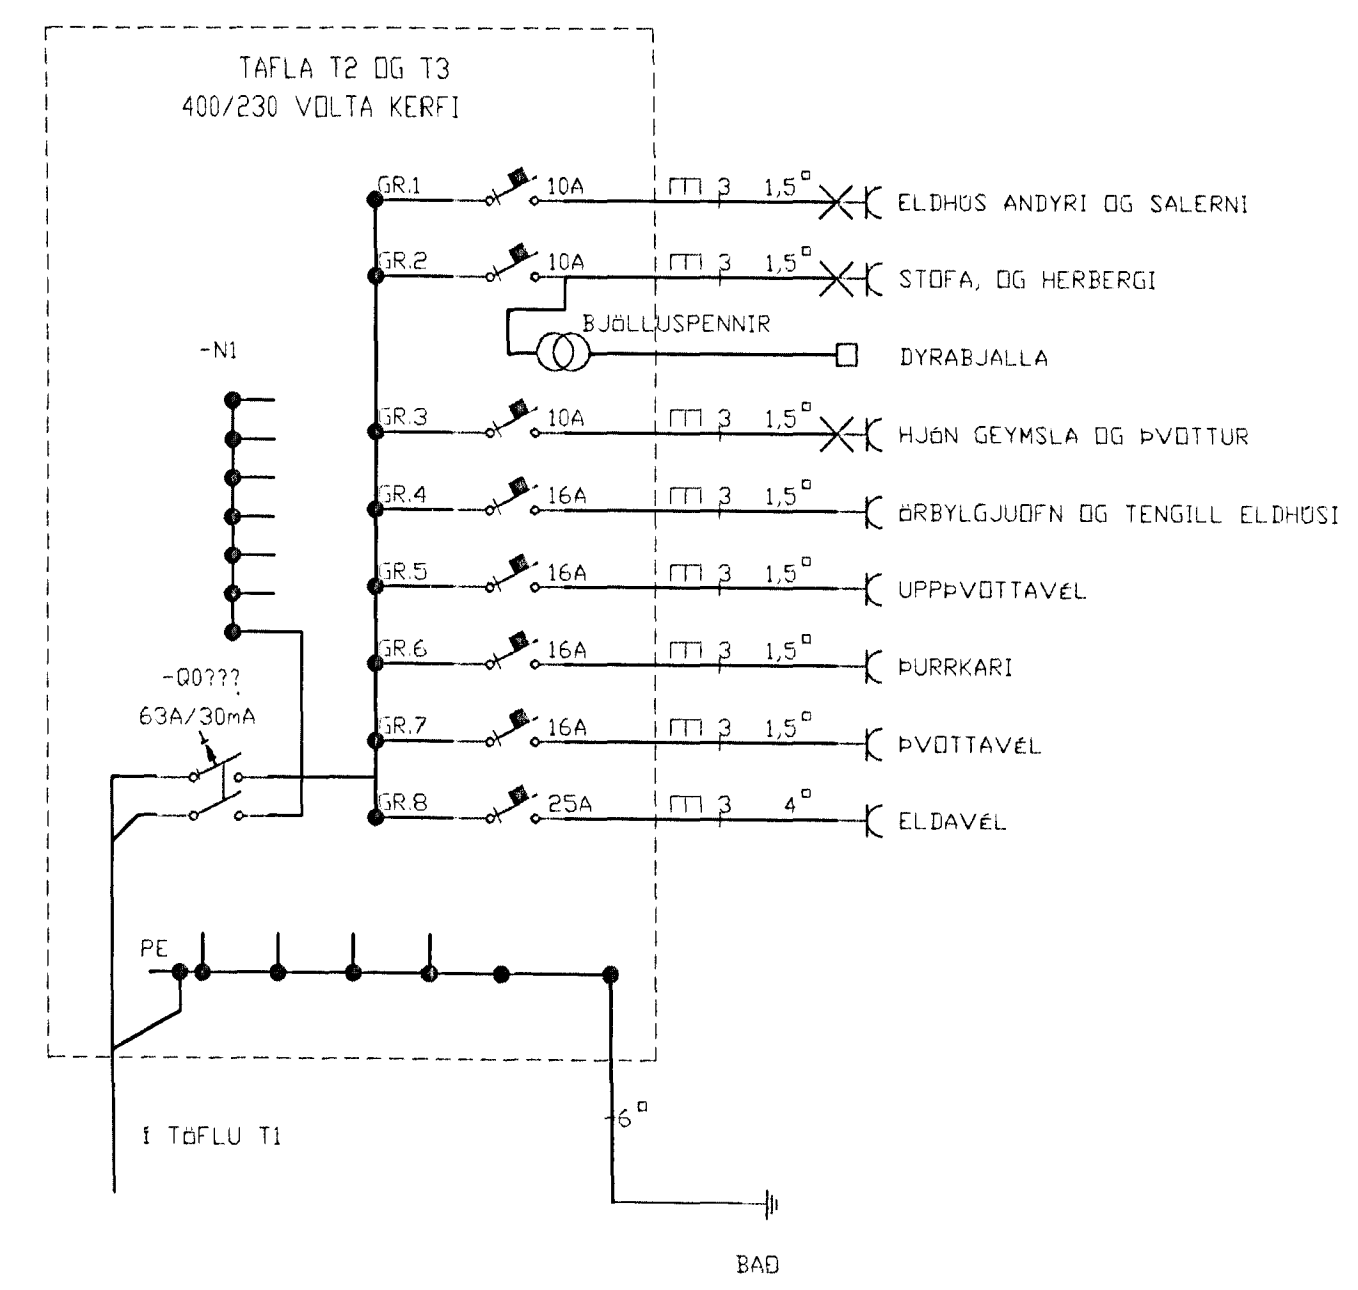 TAFLA T2 OG T3
400/230 VOLTA KERFI
GR.1 10A 3 1,5▫ ELDHÚS ANDYRI OG SALERNI
GR.2 10A 3 1,5▫ STOFA, OG HERBERGI
BJÖLLUSPENNIR
DYRABJALLA
-N1
GR.3 10A 3 1,5▫ HJÓN GEYMSLA OG ÞVOTTUR
GR.4 16A 3 1,5▫ ÖRBYLGJUOFN OG TENGILL ELDHÚSI
GR.5 16A 3 1,5▫ UPPÞVOTTAVÉL
GR.6 16A 3 1,5▫ ÞURRKARI
-Q0???
63A/30mA
GR.7 16A 3 1,5▫ ÞVOTTAVÉL
GR.8 25A 3 4▫ ELDAVÉL
PE
6▫
Í TÖFLU T1
BAÐ